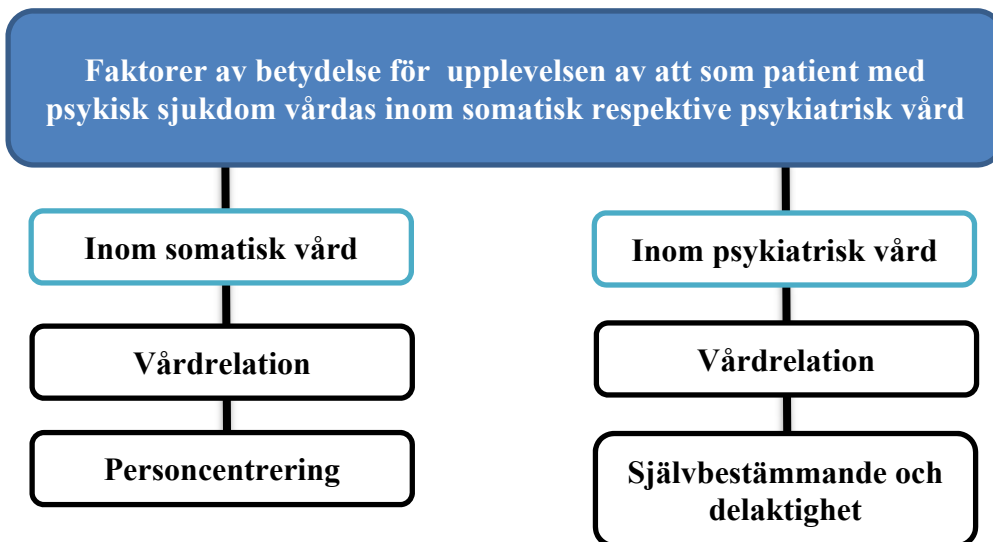 Faktorer av betydelse för upplevelsen av att som patient med
psykisk sjukdom vårdas inom somatisk respektive psykiatrisk vård
Inom somatisk vård
Vårdrelation
Personcentrering
Inom psykiatrisk vård
Vårdrelation
Självbestämmande och
delaktighet